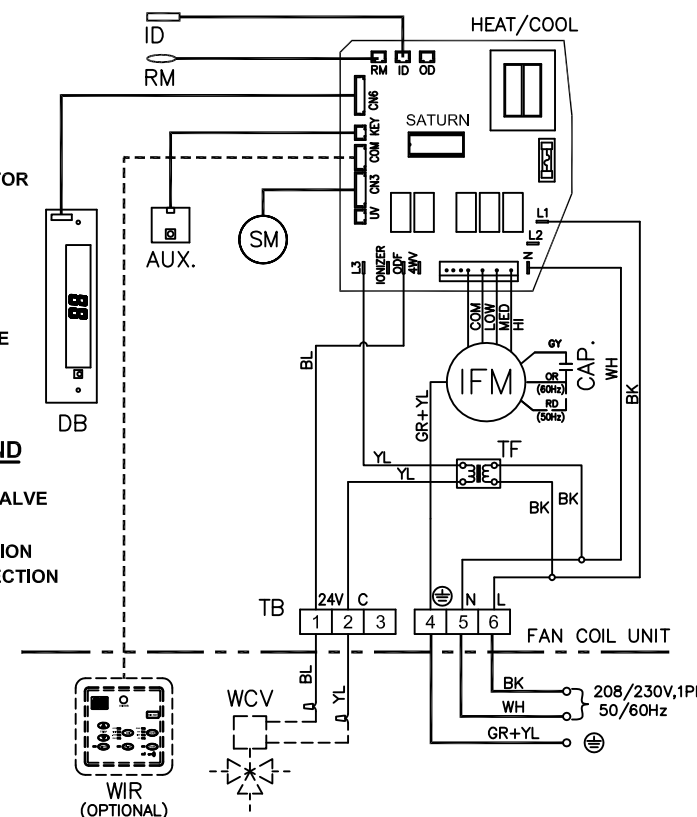 HEAT/COOL
ID
RM
RM ID OD
CN6
KEY
COM
CN3
UV
SATURN
TOR
SM
AUX.
L1
L2
N
L3
IONIZER
ODF
4WV
COM
LOW
MED
HI
88
E
DB
IFM
GY
OR
(60Hz)
RD
(50Hz)
CAP.
WH
BK
BL
GR+YL
ND
YL
YL
TF
BK
BK
ALVE
ION
ECTION
TB
24V C
1 2 3
N L
4 5 6
FAN COIL UNIT
BL
YL
WCV
BK
WH
GR+YL
208/230V,1P
50/60Hz
WIR
(OPTIONAL)